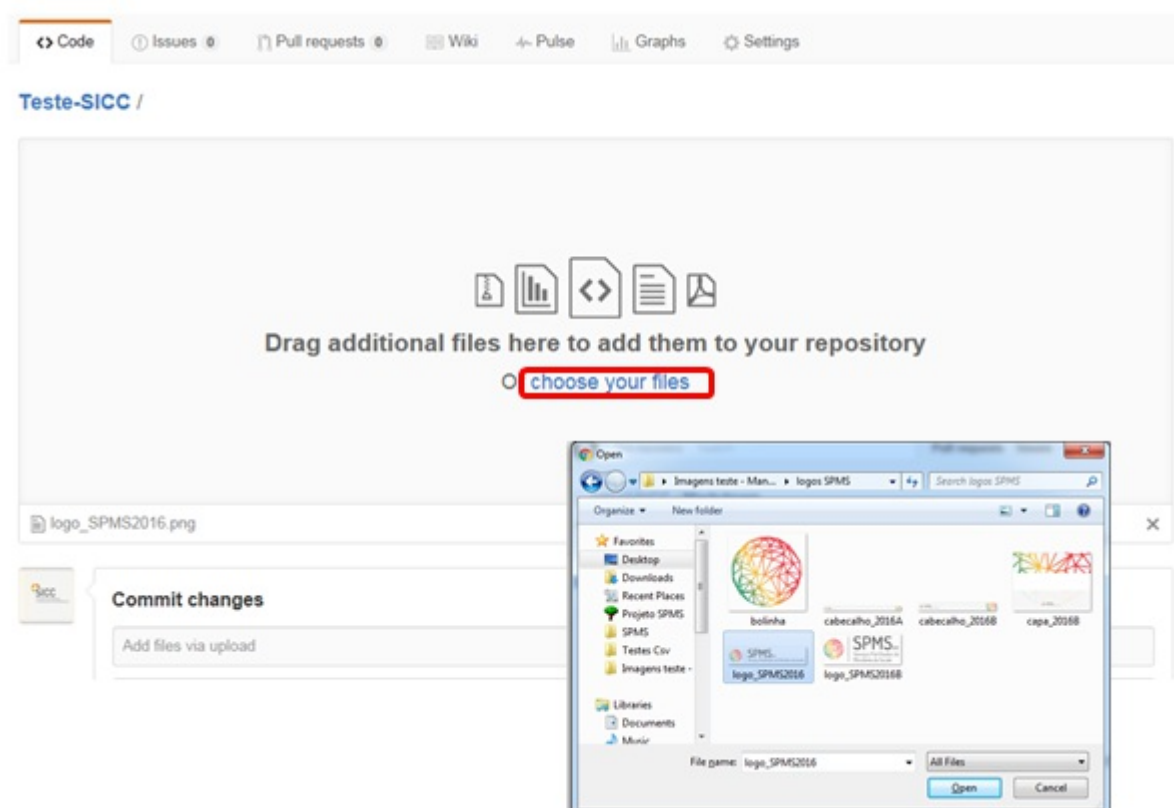 <> Code Issues 0 Pull requests 0 Wiki Pulse Graphs Settings
Teste-SICC /
Drag additional files here to add them to your repository
O choose your files
logo_SPMS2016.png
SICC
Commit changes
Add files via upload
Open
Imagens teste - Man... logos SPMS Search logos SPMS
Organize New folder
Favorites
Desktop
Downloads
Recent Places
Projeto SPMS
SPMS
Testes Csv
Imagens teste -
Libraries
Documents
Music
bolinha cabecalho_2016A cabecalho_2016B capa_2016B
SPMS
SPMS
logo_SPMS2016 logo_SPMS2016B
File name: logo_SPMS2016 All Files
Open Cancel